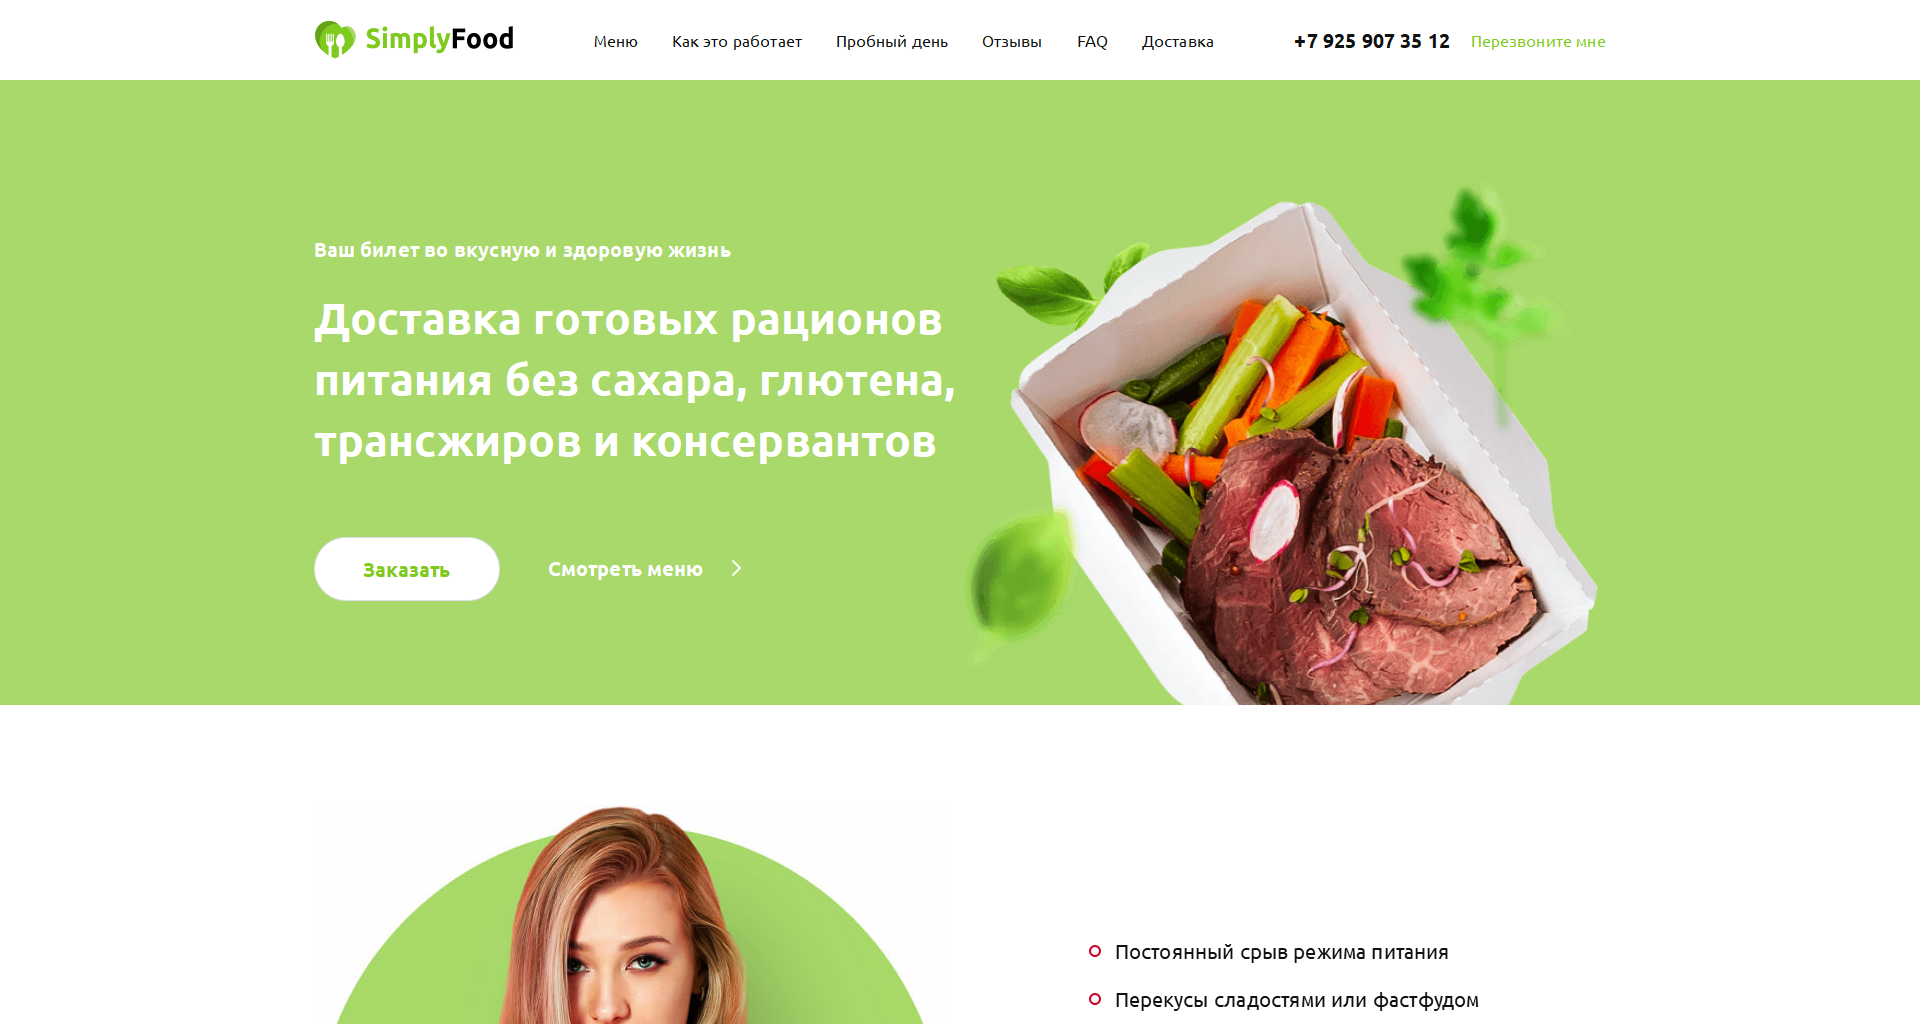 SimplyFood
Меню
Как это работает
Пробный день
Отзывы
FAQ
Доставка
+7 925 907 35 12
Перезвоните мне
Ваш билет во вкусную и здоровую жизнь
Доставка готовых рационов
питания без сахара, глютена,
трансжиров и консервантов
Заказать
Смотреть меню
Постоянный срыв режима питания
Перекусы сладостями или фастфудом